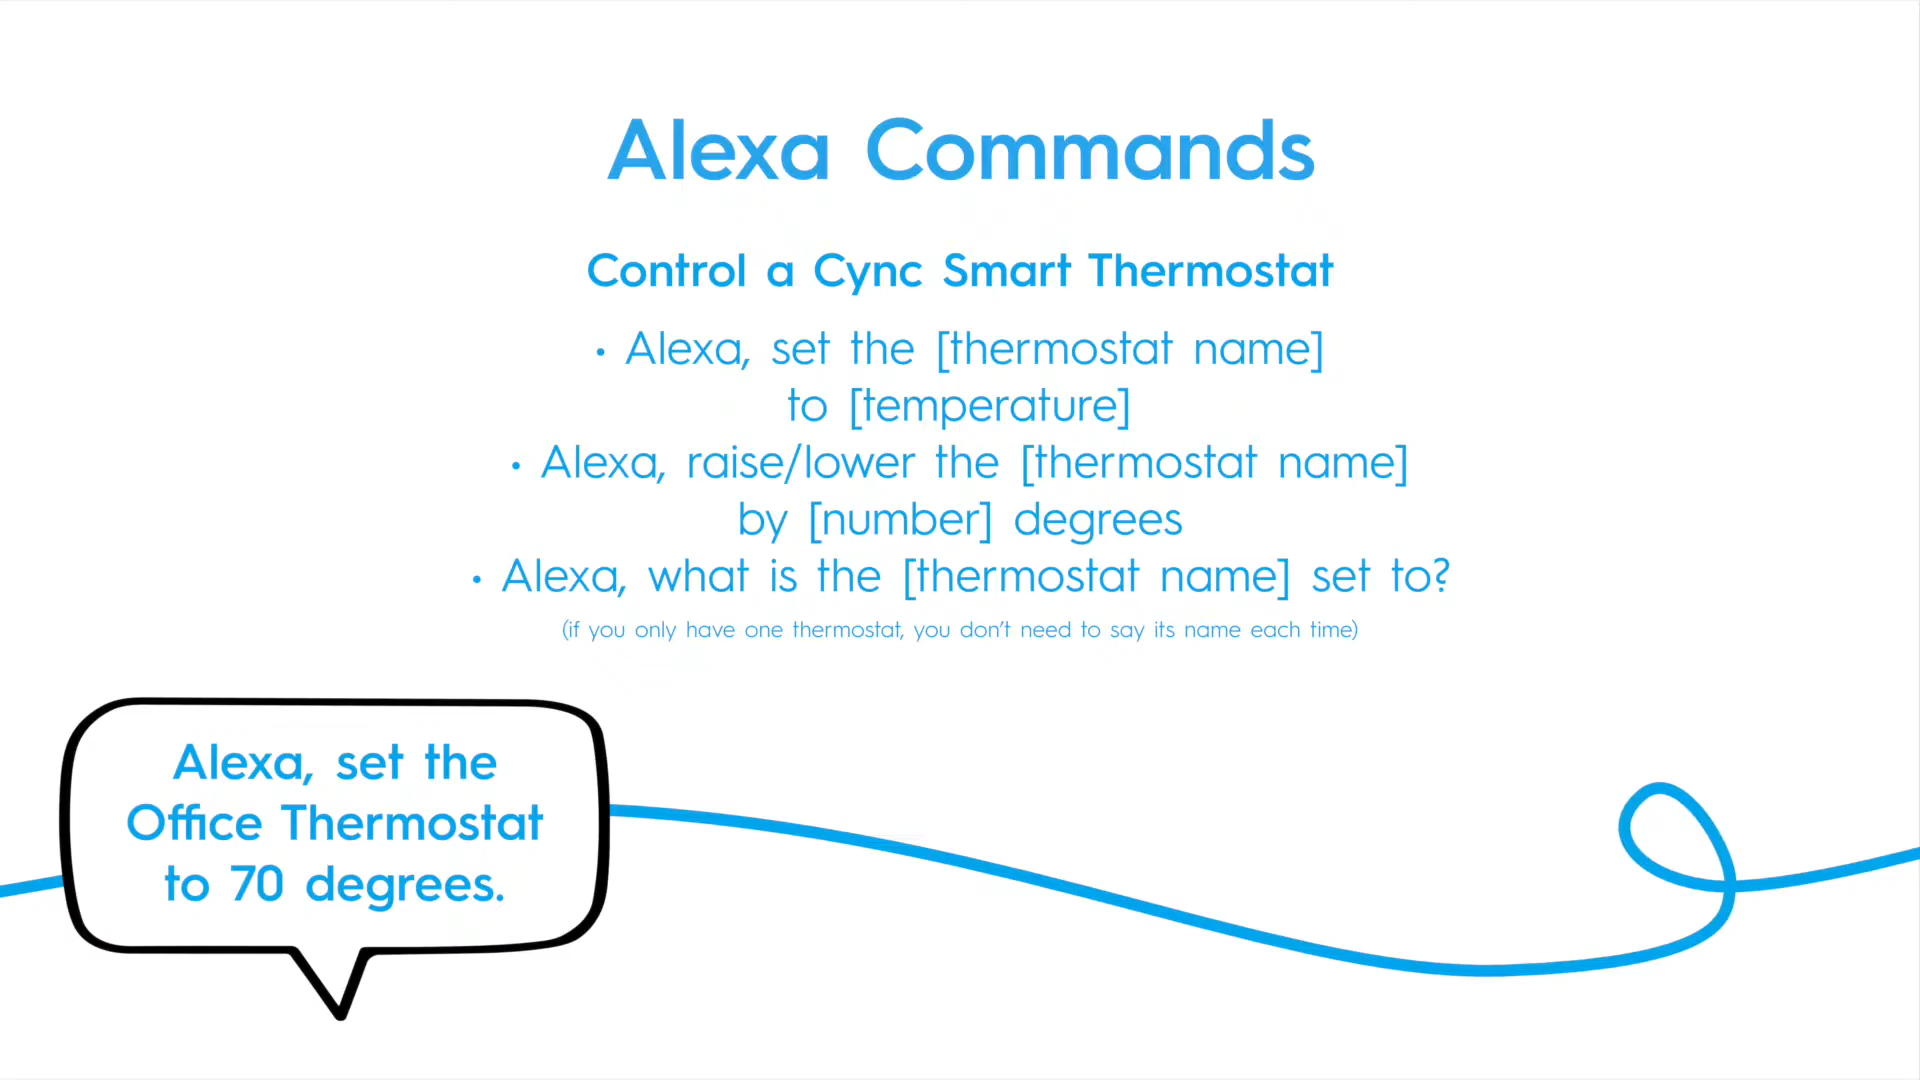 Alexa Commands
Control a Cync Smart Thermostat
• Alexa, set the [thermostat name]
to [temperature]
• Alexa, raise/lower the [thermostat name]
by [number] degrees
• Alexa, what is the [thermostat name] set to?
(if you only have one thermostat, you don't need to say its name each time)
Alexa, set the
Office Thermostat
to 70 degrees.